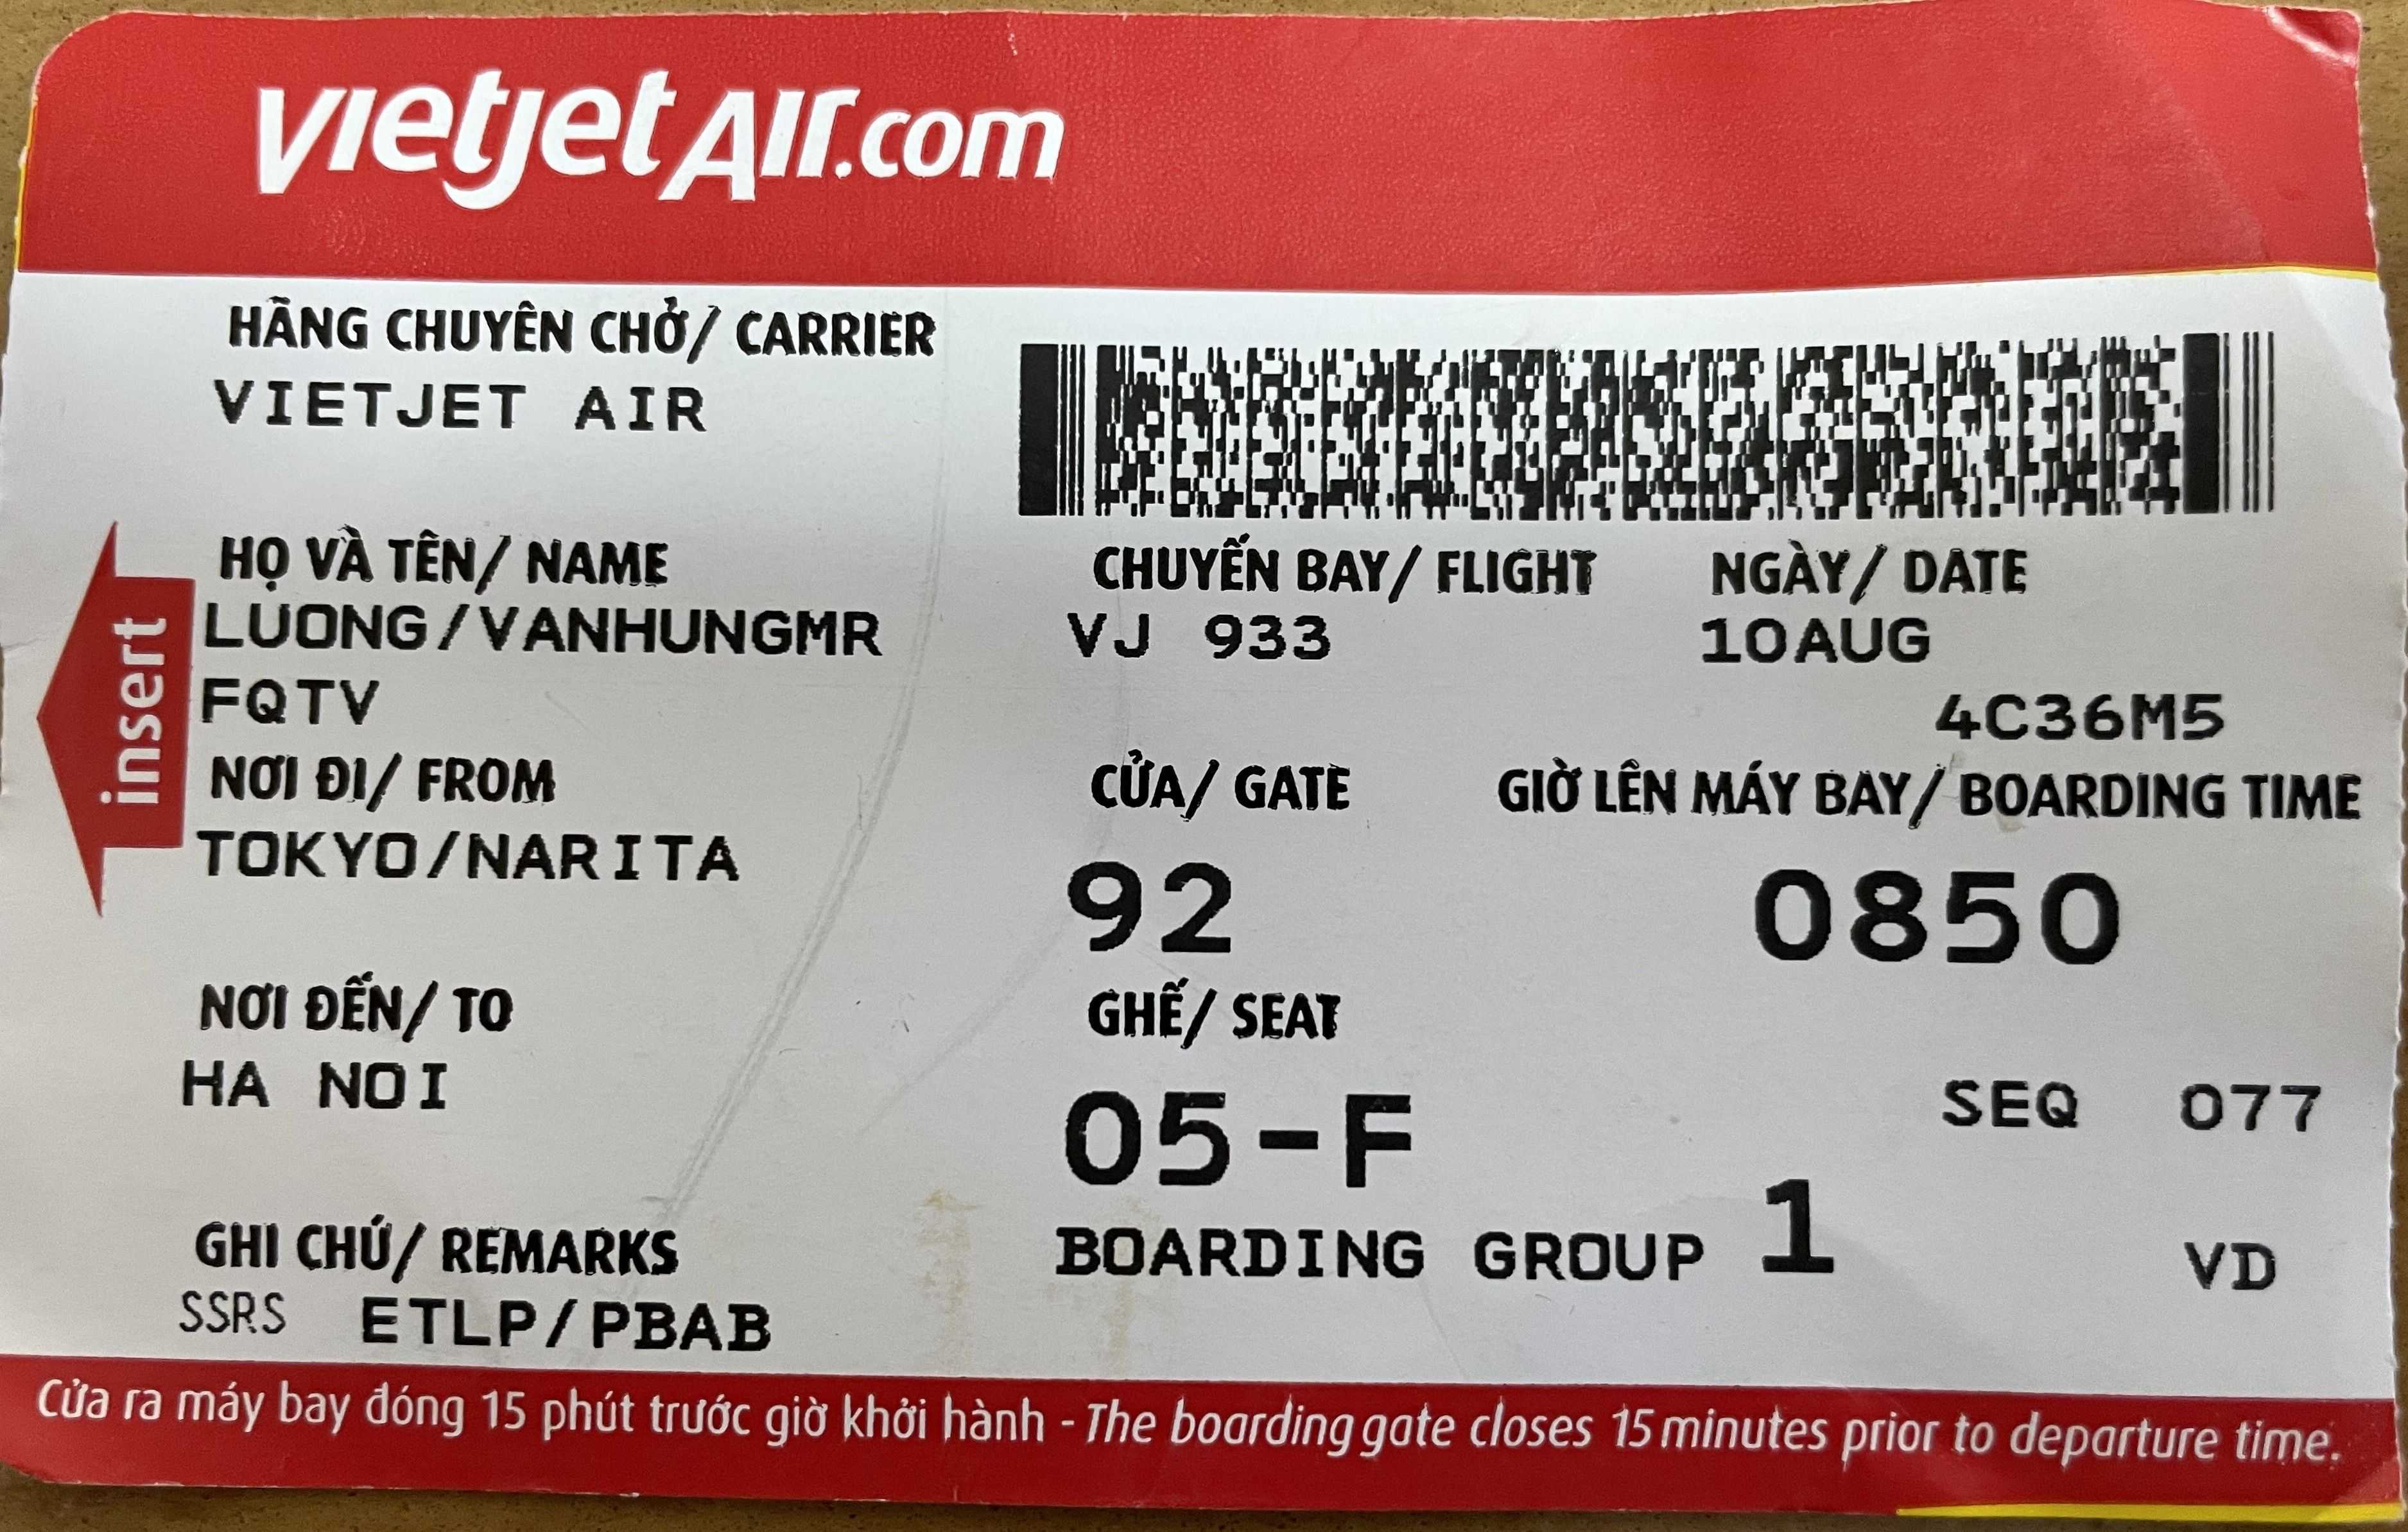 vietjetAir.com
HÃNG CHUYÊN CHỞ/ CARRIER
VIETJET AIR
HỌ VÀ TÊN/ NAME
LUONG/VANHUNGMR
FQTV
CHUYẾN BAY/ FLIGHT
VJ 933
NGÀY/ DATE
10AUG
4C36M5
insert
NƠI ĐI/ FROM
TOKYO/NARITA
CỬA/ GATE
92
GIỜ LÊN MÁY BAY/ BOARDING TIME
0850
NƠI ĐẾN/ TO
HA NOI
GHẾ/ SEAT
05-F
SEQ 077
BOARDING GROUP 1
VD
GHI CHÚ/ REMARKS
SSRS ETLP/PBAB
Cửa ra máy bay đóng 15 phút trước giờ khởi hành - The boarding gate closes 15 minutes prior to departure time.